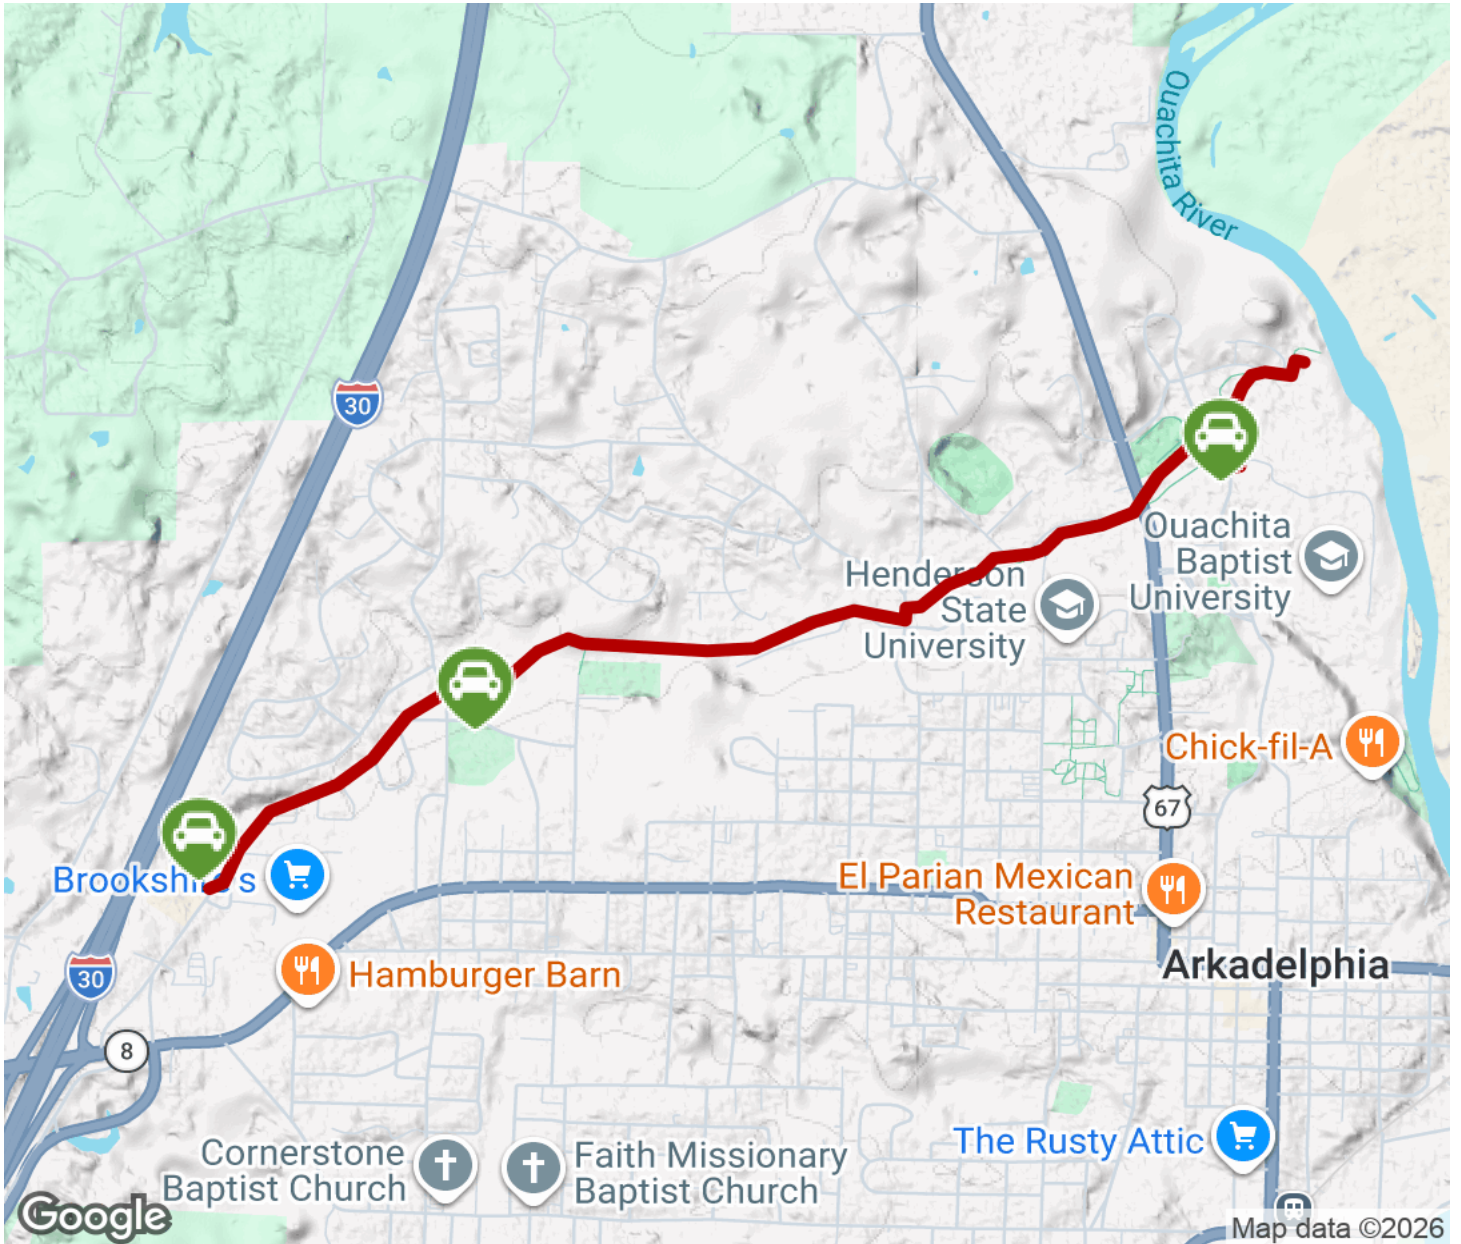 Ouachita River
30
Ouachita
Baptist
University
Henderson
State
University
Chick-fil-A
67
Brookshire's
El Parian Mexican
Restaurant
Arkadelphia
30
Hamburger Barn
8
The Rusty Attic
Cornerstone
Baptist Church
Faith Missionary
Baptist Church
Google
Map data ©2026